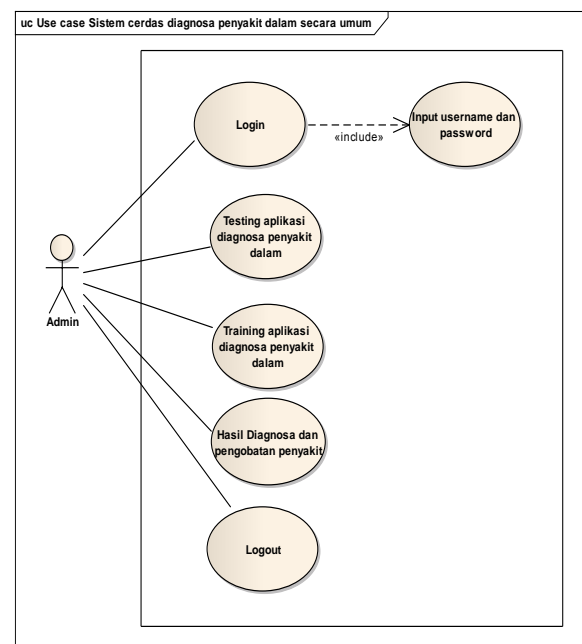 uc Use case Sistem cerdas diagnosa penyakit dalam secara umum
Login
«include»
Input username dan
password
Testing aplikasi
diagnosa penyakit
dalam
Admin
Training aplikasi
diagnosa penyakit
dalam
Hasil Diagnosa dan
pengobatan penyakit
Logout